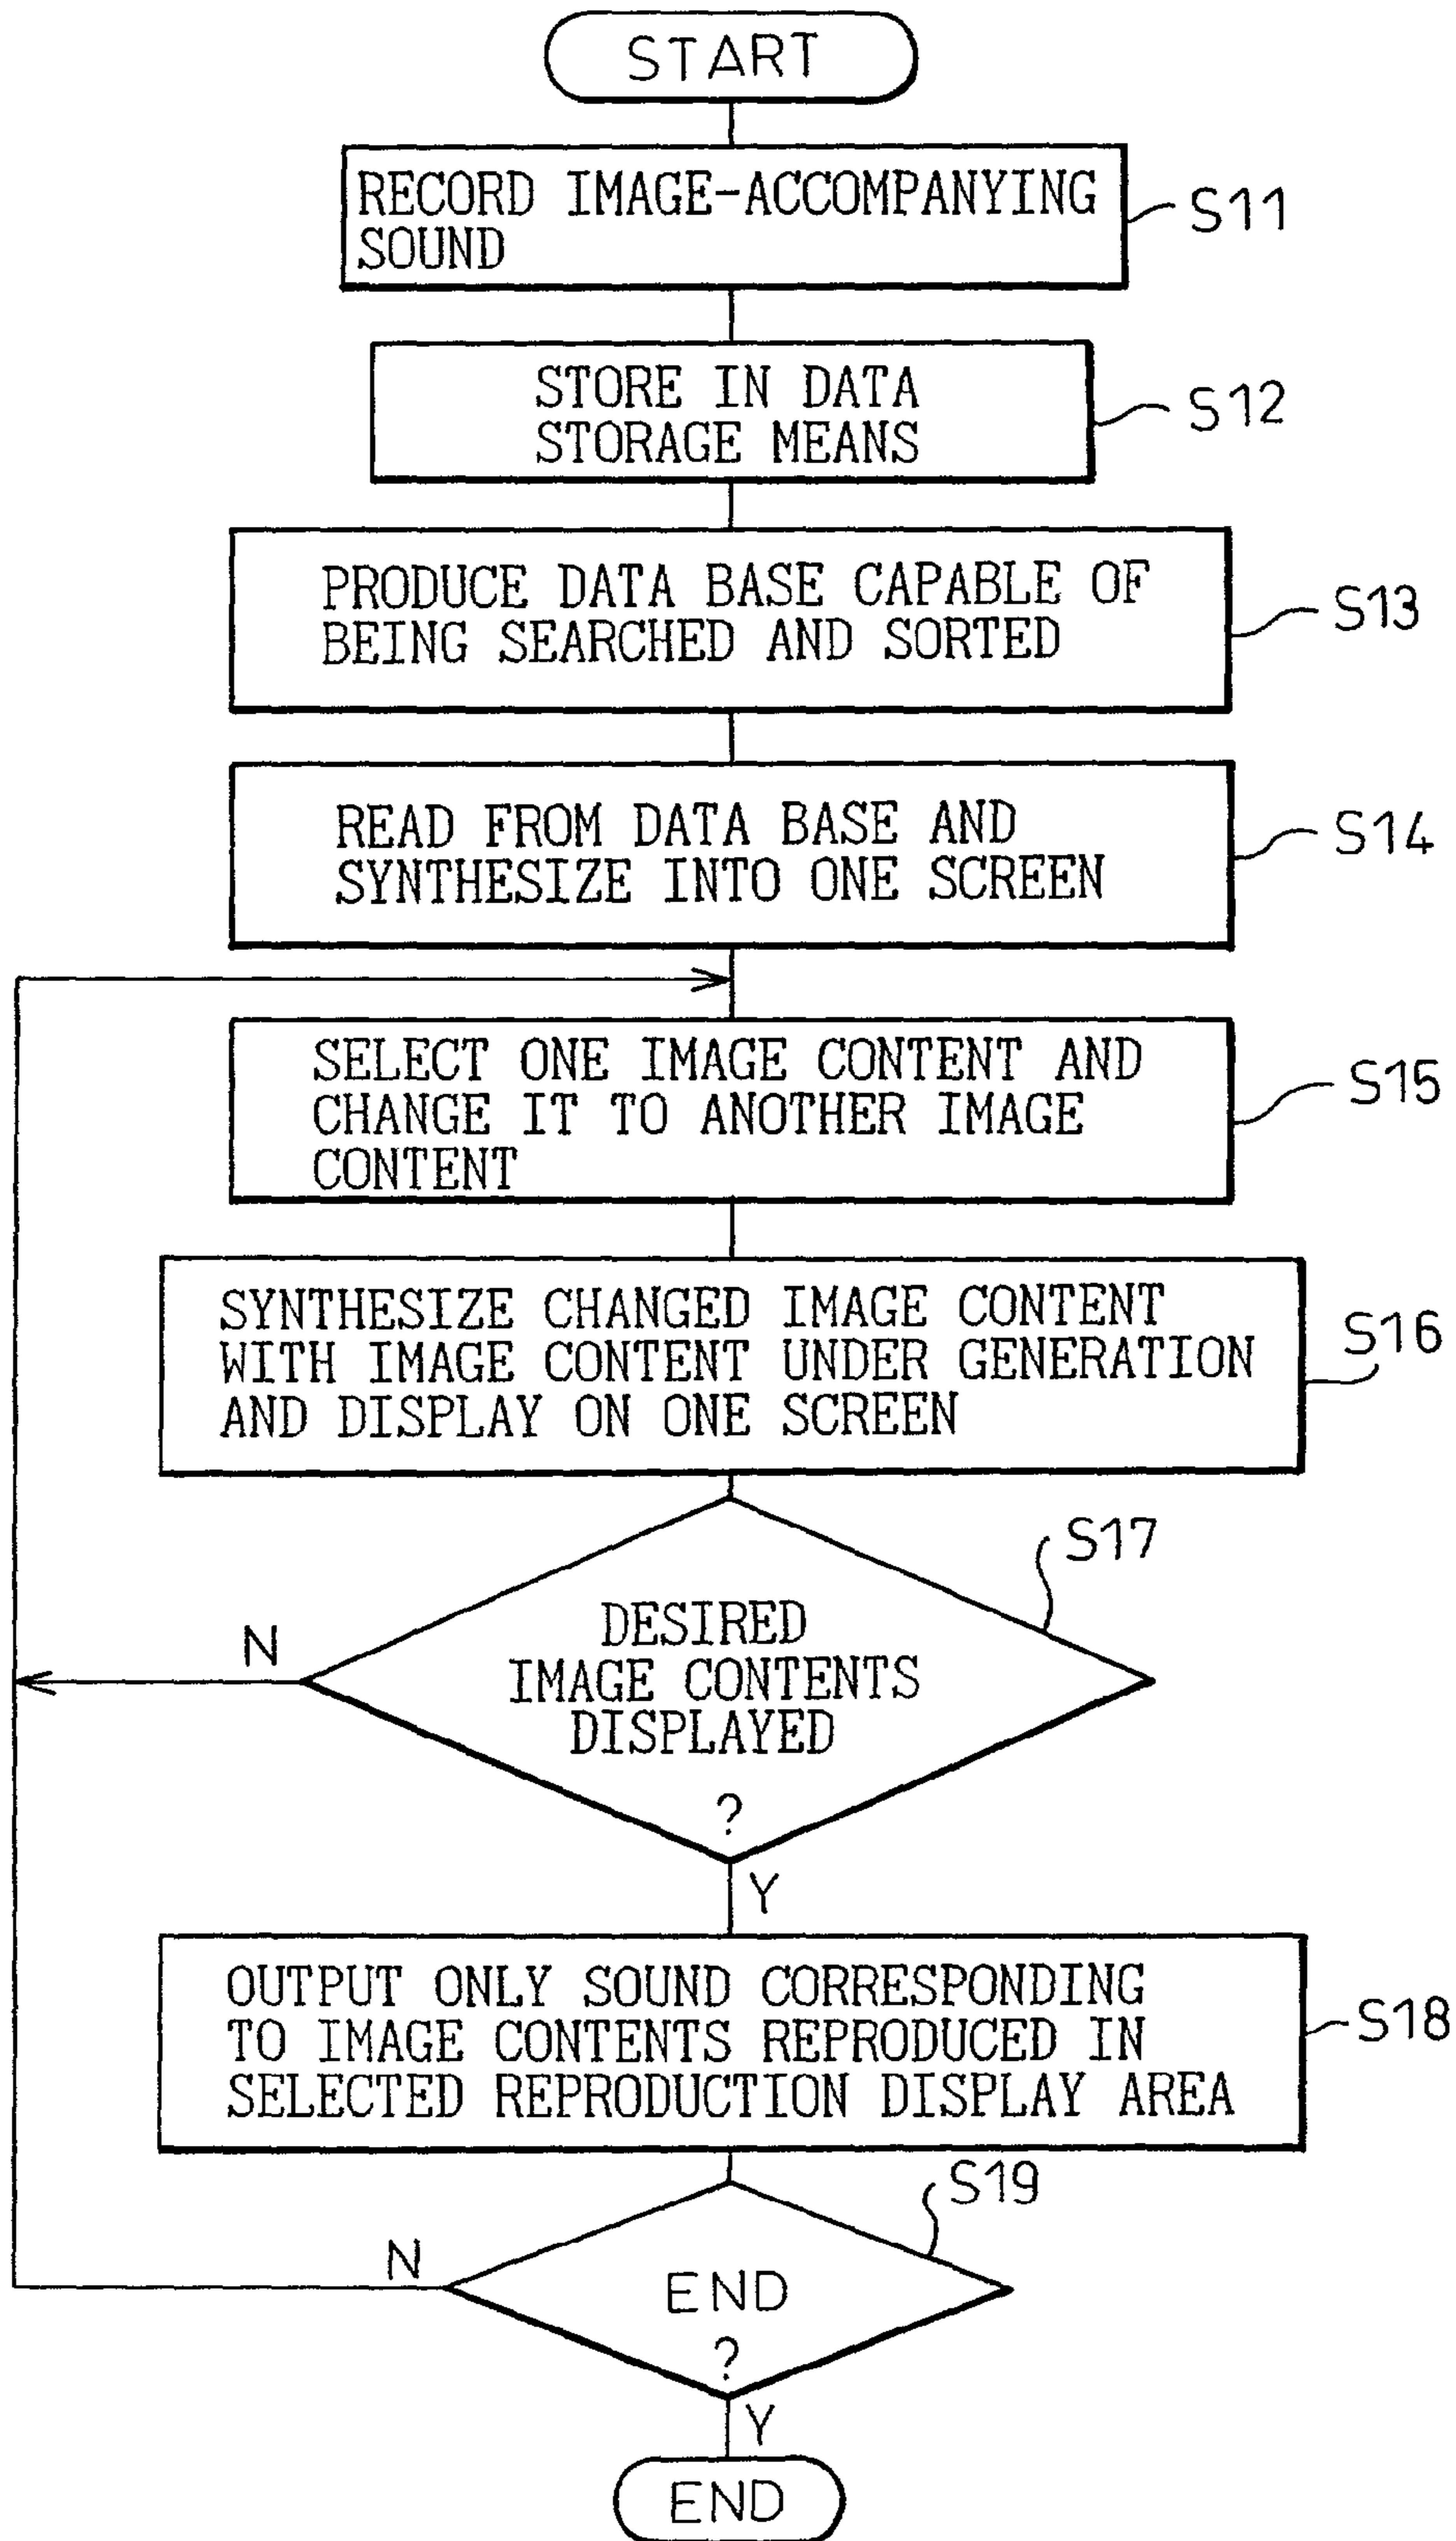 START
RECORD IMAGE-ACCOMPANYING
SOUND
S11
STORE IN DATA
STORAGE MEANS
S12
PRODUCE DATA BASE CAPABLE OF
BEING SEARCHED AND SORTED
S13
READ FROM DATA BASE AND
SYNTHESIZE INTO ONE SCREEN
S14
SELECT ONE IMAGE CONTENT AND
CHANGE IT TO ANOTHER IMAGE
CONTENT
S15
SYNTHESIZE CHANGED IMAGE CONTENT
WITH IMAGE CONTENT UNDER GENERATION
AND DISPLAY ON ONE SCREEN
S16
S17
DESIRED
IMAGE CONTENTS
DISPLAYED
?
N
Y
OUTPUT ONLY SOUND CORRESPONDING
TO IMAGE CONTENTS REPRODUCED IN
SELECTED REPRODUCTION DISPLAY AREA
S18
S19
N
END
?
Y
END